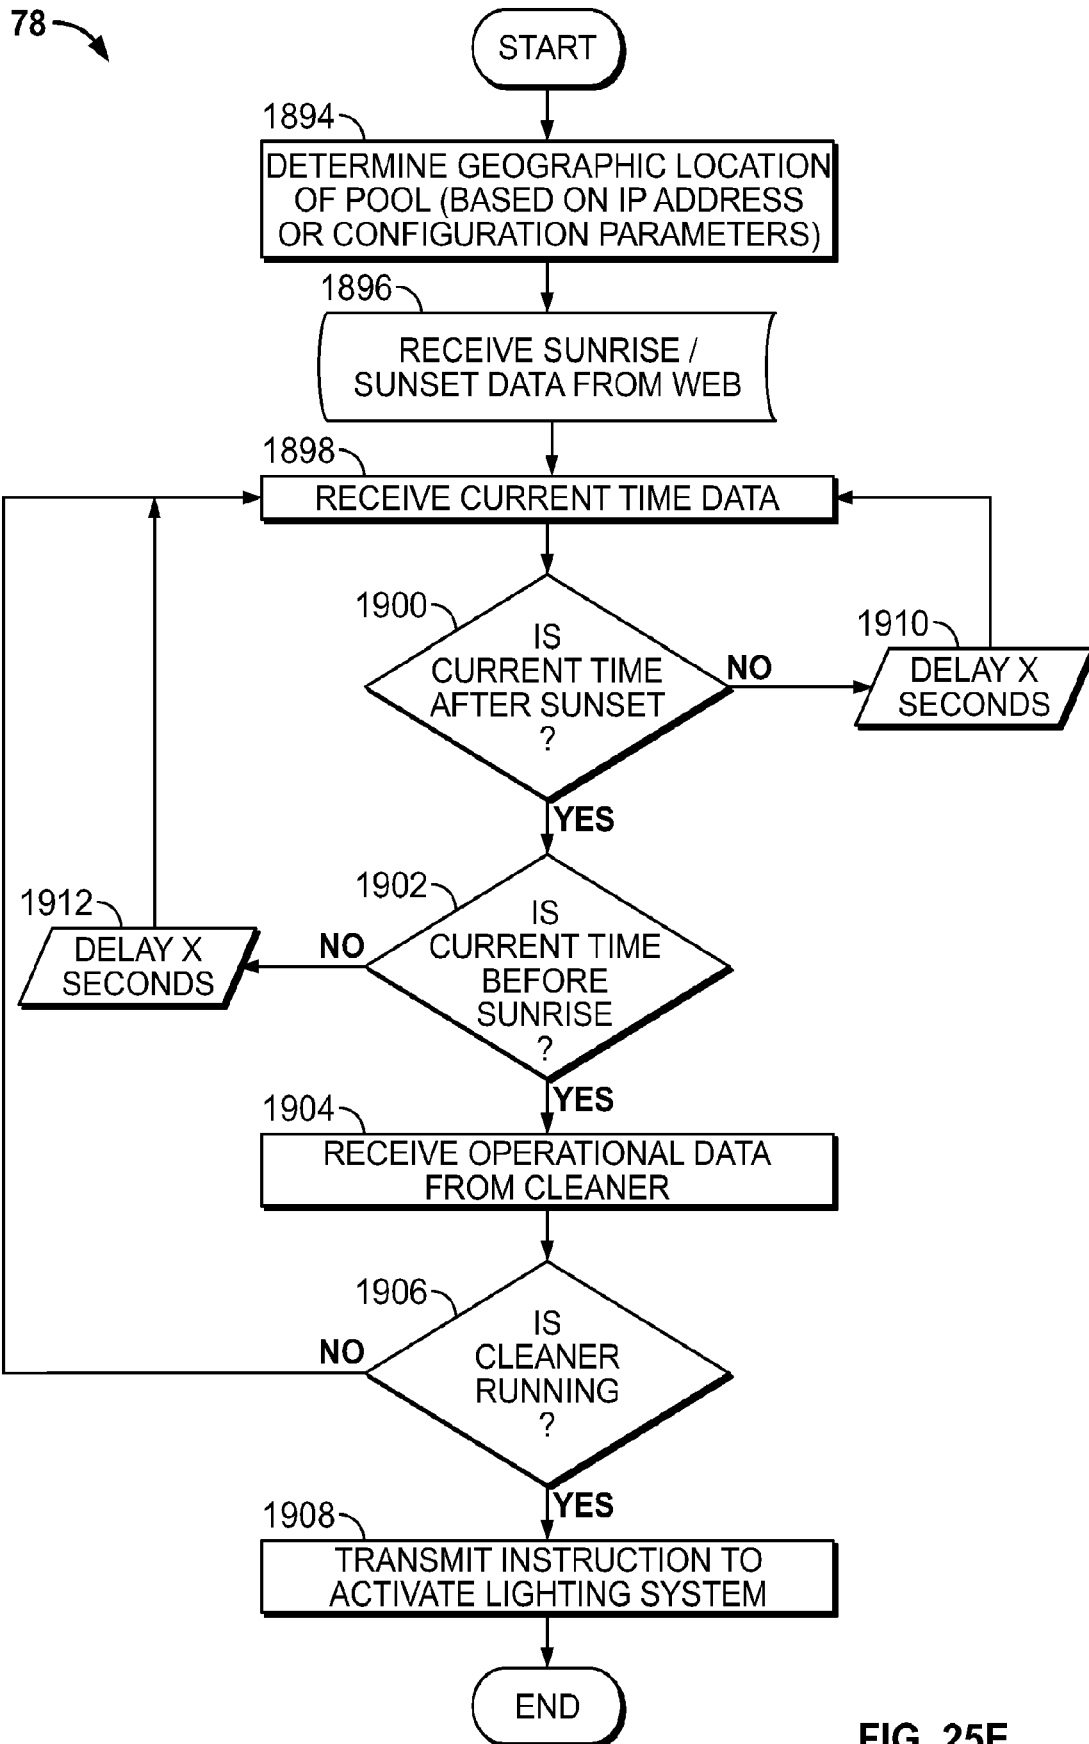 78
START
1894
DETERMINE GEOGRAPHIC LOCATION
OF POOL (BASED ON IP ADDRESS
OR CONFIGURATION PARAMETERS)
1896
RECEIVE SUNRISE /
SUNSET DATA FROM WEB
1898
RECEIVE CURRENT TIME DATA
1900
IS
CURRENT TIME
AFTER SUNSET
?
NO
1910
DELAY X
SECONDS
YES
1902
IS
CURRENT TIME
BEFORE
SUNRISE
?
NO
1912
DELAY X
SECONDS
YES
1904
RECEIVE OPERATIONAL DATA
FROM CLEANER
1906
IS
CLEANER
RUNNING
?
NO
YES
1908
TRANSMIT INSTRUCTION TO
ACTIVATE LIGHTING SYSTEM
END